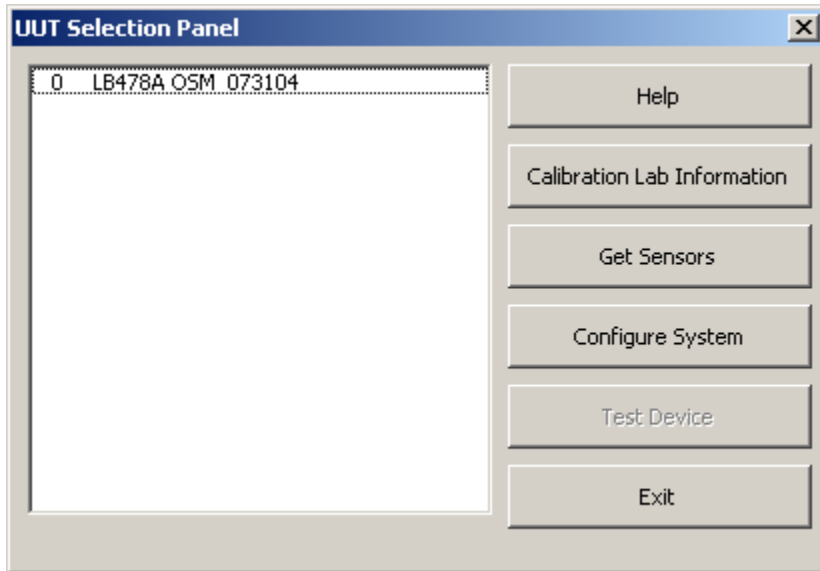 UUT Selection Panel
0 LB478A OSM 073104
Help
Calibration Lab Information
Get Sensors
Configure System
Test Device
Exit